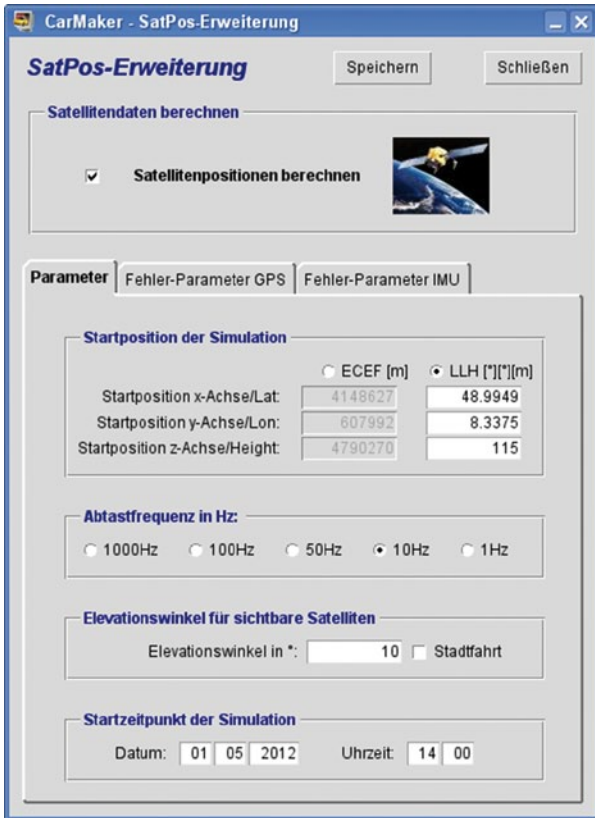 CarMaker - SatPos-Erweiterung
SatPos-Erweiterung
Speichern
Schließen
Satellitendaten berechnen
Satellitenpositionen berechnen
Parameter
Fehler-Parameter GPS
Fehler-Parameter IMU
Startposition der Simulation
ECEF [m]
LLH [°][°][m]
Startposition x-Achse/Lat: 4148627 48.9949
Startposition y-Achse/Lon: 607992 8.3375
Startposition z-Achse/Height: 4790270 115
Abtastfrequenz in Hz:
1000Hz 100Hz 50Hz 10Hz 1Hz
Elevationswinkel für sichtbare Satelliten
Elevationswinkel in °: 10 Stadtfahrt
Startzeitpunkt der Simulation
Datum: 01 05 2012 Uhrzeit: 14 00